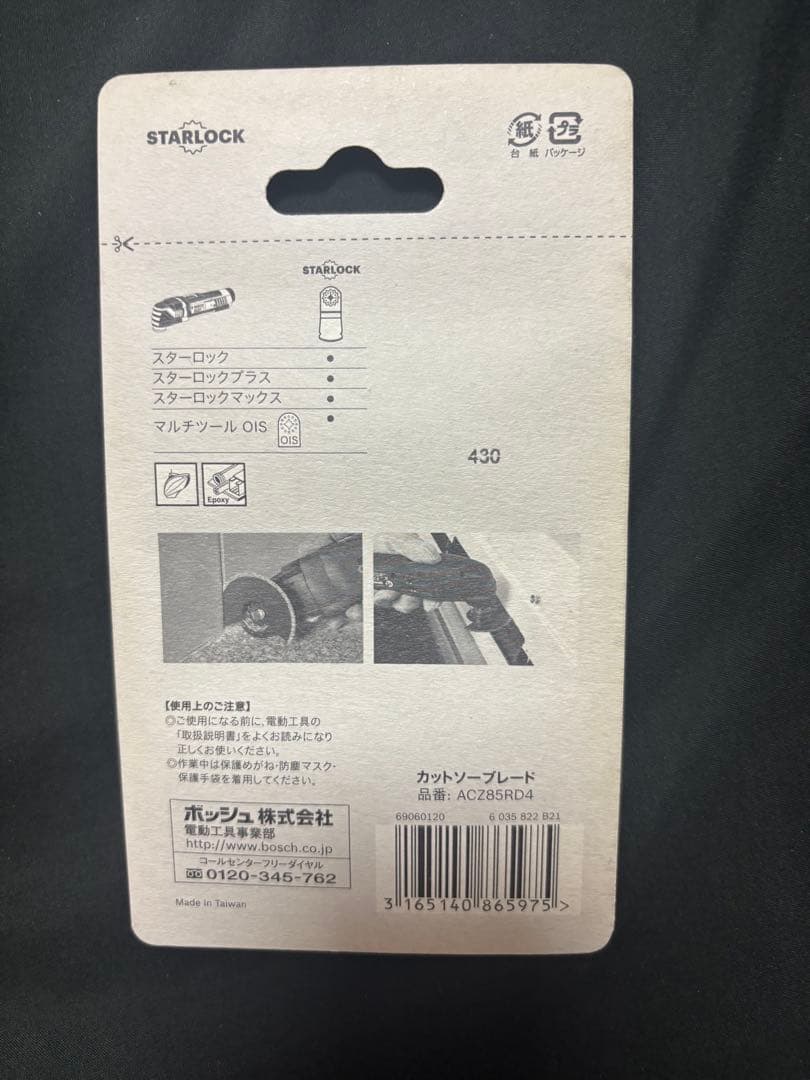 STARLOCK
紙 プラ
台紙 パッケージ
STARLOCK
スターロック
スターロックプラス
スターロックマックス
マルチツール OIS OIS
430
Epoxy
【使用上のご注意】
◎ご使用になる前に、電動工具の
「取扱説明書」をよくお読みになり
正しくお使いください。
◎作業中は保護めがね・防塵マスク・
保護手袋を着用してください。
カットソーブレード
品番: ACZ85RD4
ボッシュ株式会社
電動工具事業部
http://www.bosch.co.jp
コールセンターフリーダイヤル
0120-345-762
69060120 6 035 822 B21
3 165140 865975 >
Made in Taiwan